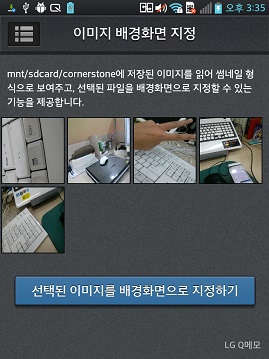 오후 3:35
이미지 배경화면 지정
mnt/sdcard/cornerstone에 저장된 이미지를 읽어 썸네일 형
식으로 보여주고, 선택된 파일을 배경화면으로 지정할 수 있는
기능을 제공합니다.
선택된 이미지를 배경화면으로 지정하기
LG Q메모